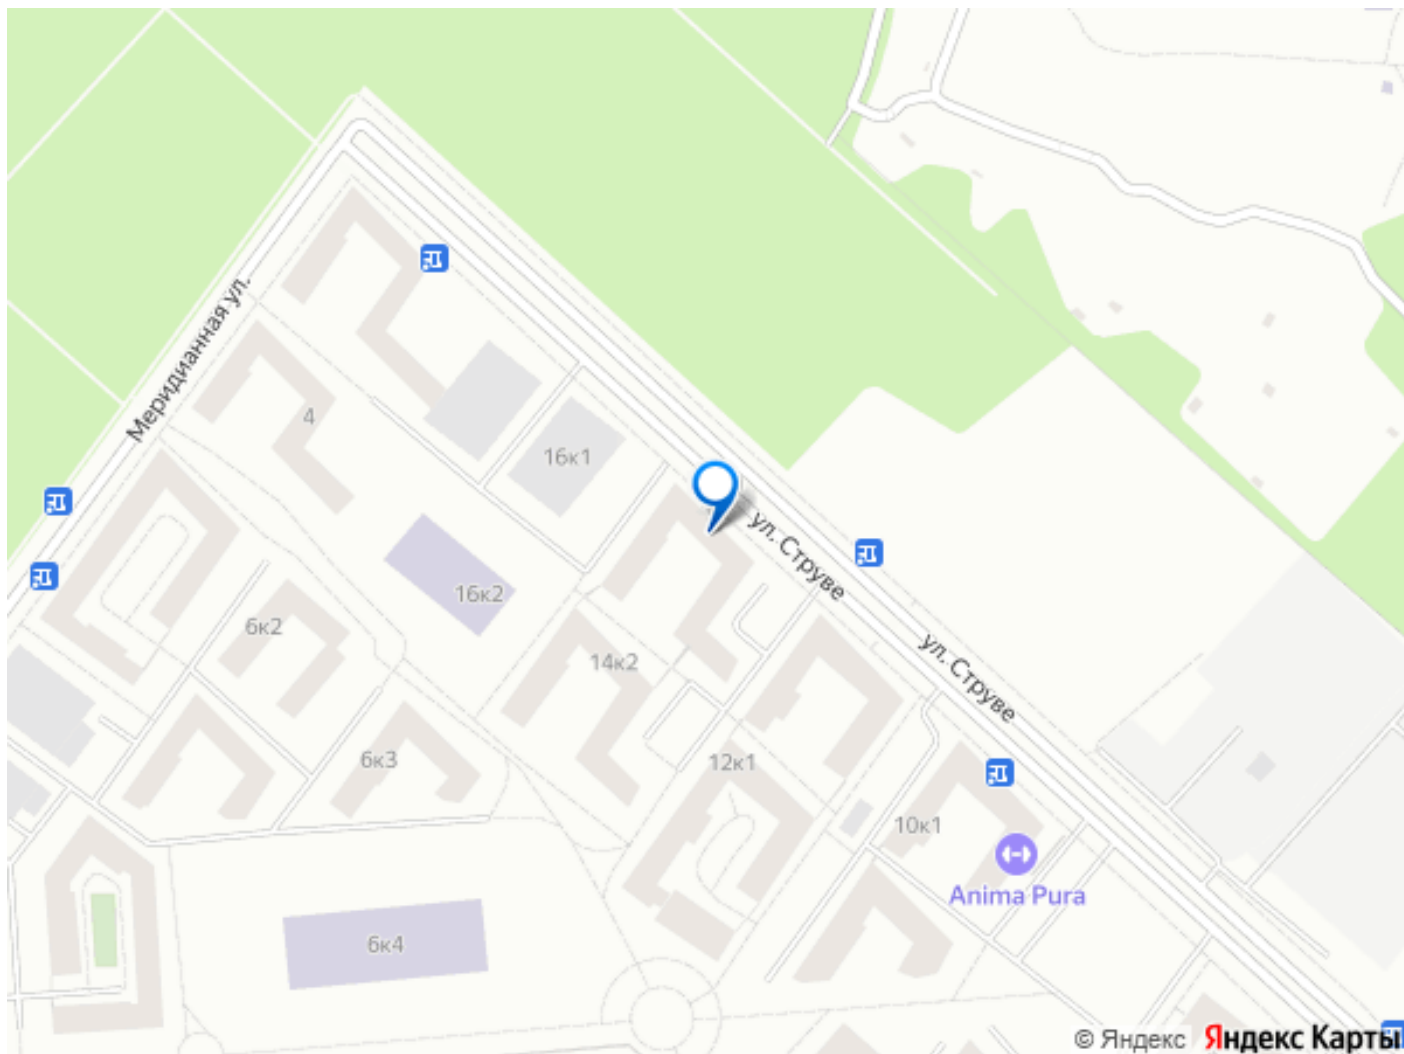 Меридианная ул.
4
16к1
ул. Струве
16к2
6к2
14к2
ул. Струве
6к3
12к1
10к1
Anima Pura
6к4
© Яндекс Яндекс Карты